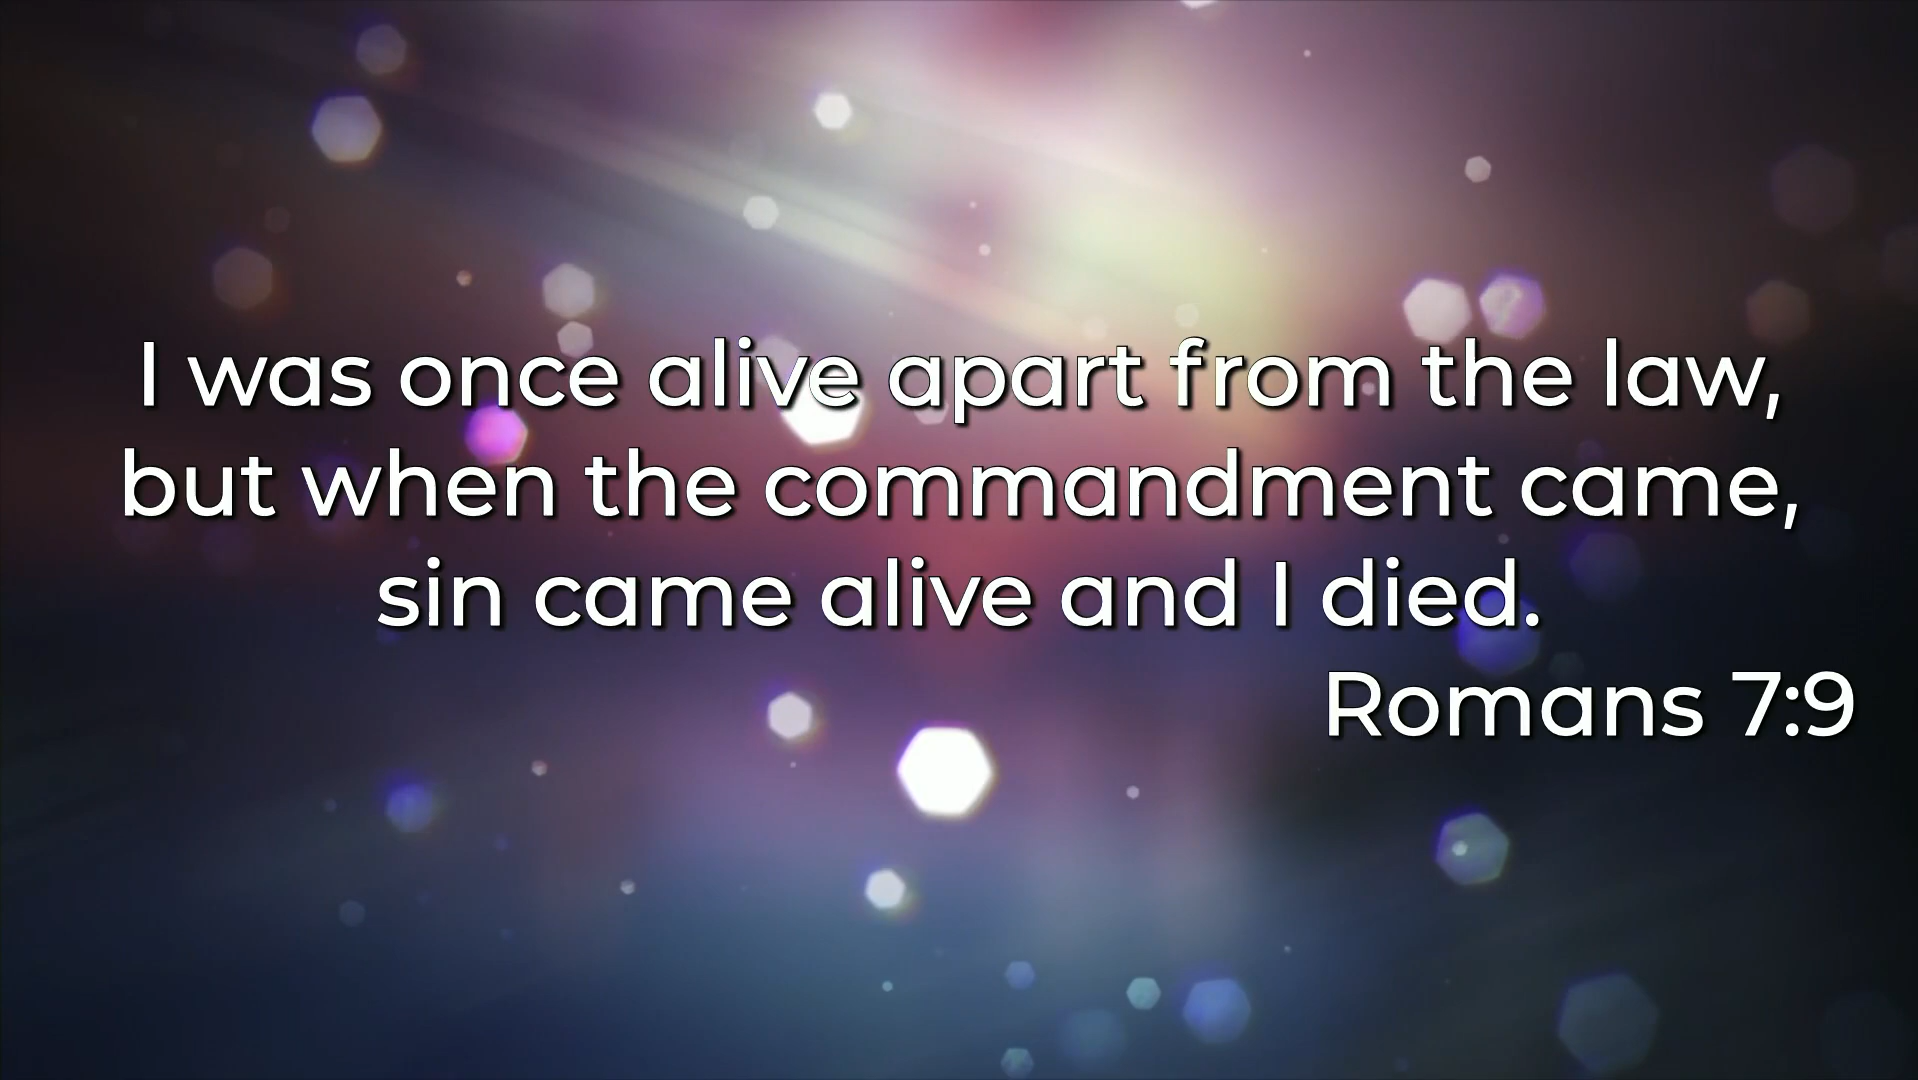 I was once alive apart from the law,
but when the commandment came,
sin came alive and I died.
Romans 7:9